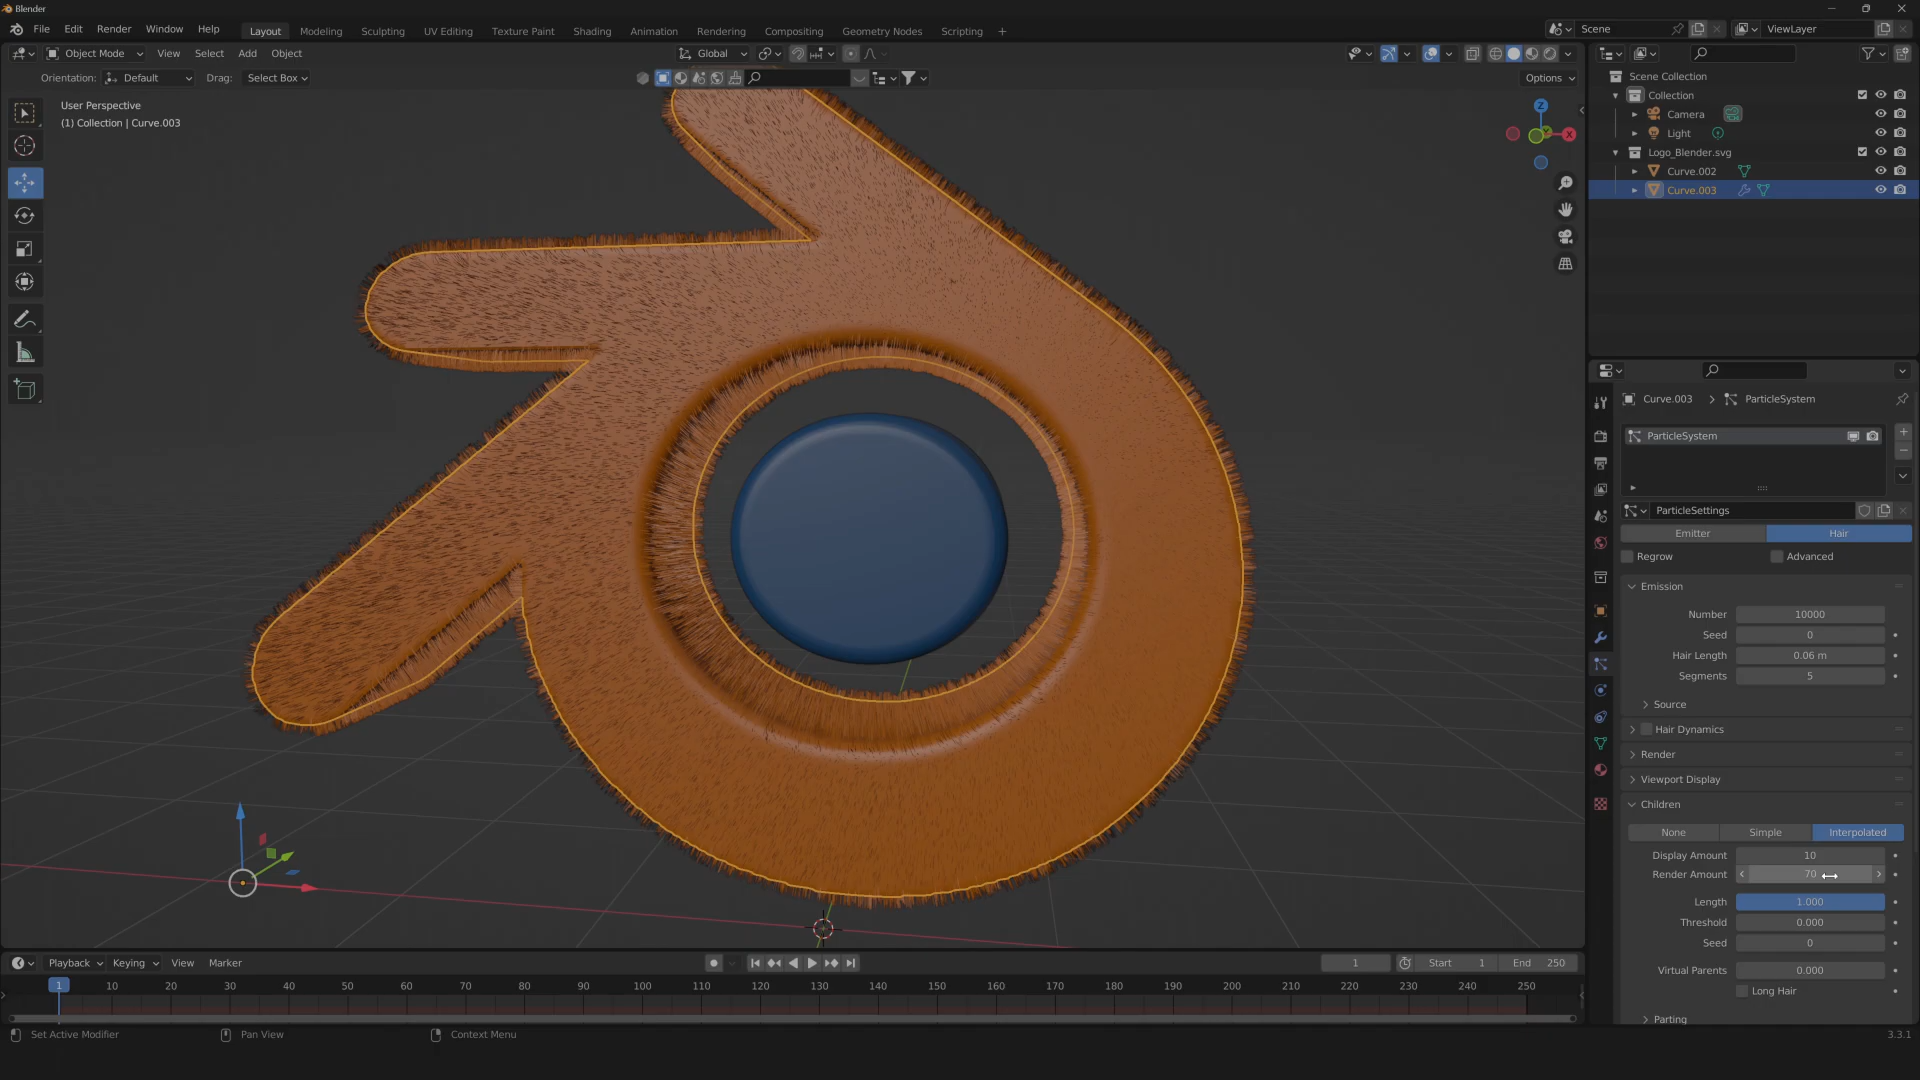 Blender
File Edit Render Window Help
Layout Modeling Sculpting UV Editing Texture Paint Shading Animation Rendering Compositing Geometry Nodes Scripting +
Scene
ViewLayer
Object Mode View Select Add Object
Global
Orientation: Default Drag: Select Box
Options
User Perspective
(1) Collection | Curve.003
Z
X
Scene Collection
Collection
Camera
Light
Logo_Blender.svg
Curve.002
Curve.003
Curve.003 > ParticleSystem
ParticleSystem
ParticleSettings
Emitter Hair
Regrow Advanced
Emission
Number 10000
Seed 0
Hair Length 0.06 m
Segments 5
Source
Hair Dynamics
Render
Viewport Display
Children
None Simple Interpolated
Display Amount 10
Render Amount 70
Length 1.000
Threshold 0.000
Seed 0
Virtual Parents 0.000
Long Hair
Parting
Playback Keying View Marker
1 Start 1 End 250
1 10 20 30 40 50 60 70 80 90 100 110 120 130 140 150 160 170 180 190 200 210 220 230 240 250
Set Active Modifier Pan View Context Menu
3.3.1